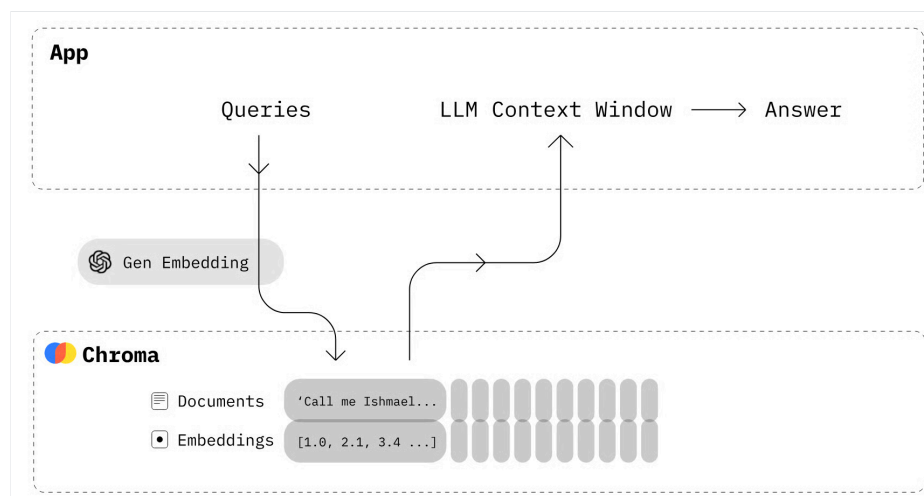 App
Queries
LLM Context Window
Answer
Gen Embedding
Chroma
Documents
‘Call me Ishmael...
Embeddings
[1.0, 2.1, 3.4 ...]